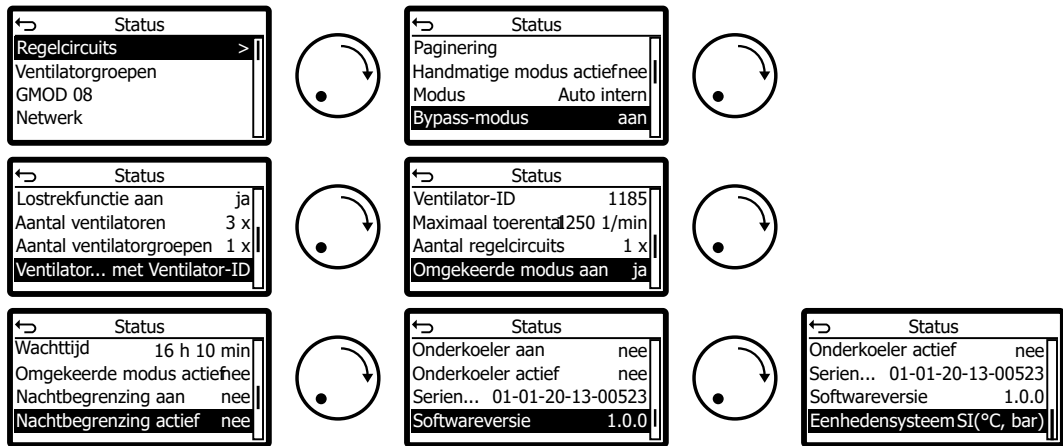 Status
Regelcircuits >
Ventilatorgroepen
GMOD 08
Netwerk
Status
Paginering
Handmatige modus actief nee
Modus Auto intern
Bypass-modus aan
Status
Lostrekfunctie aan ja
Aantal ventilatoren 3 x
Aantal ventilatorgroepen 1 x
Ventilator... met Ventilator-ID
Status
Ventilator-ID 1185
Maximaal toerental 1250 1/min
Aantal regelcircuits 1 x
Omgekeerde modus aan ja
Status
Wachttijd 16 h 10 min
Omgekeerde modus actief nee
Nachtbegrenzing aan nee
Nachtbegrenzing actief nee
Status
Onderkoeler aan nee
Onderkoeler actief nee
Serien... 01-01-20-13-00523
Softwareversie 1.0.0
Status
Onderkoeler actief nee
Serien... 01-01-20-13-00523
Softwareversie 1.0.0
Eenhedensysteem SI(°C, bar)